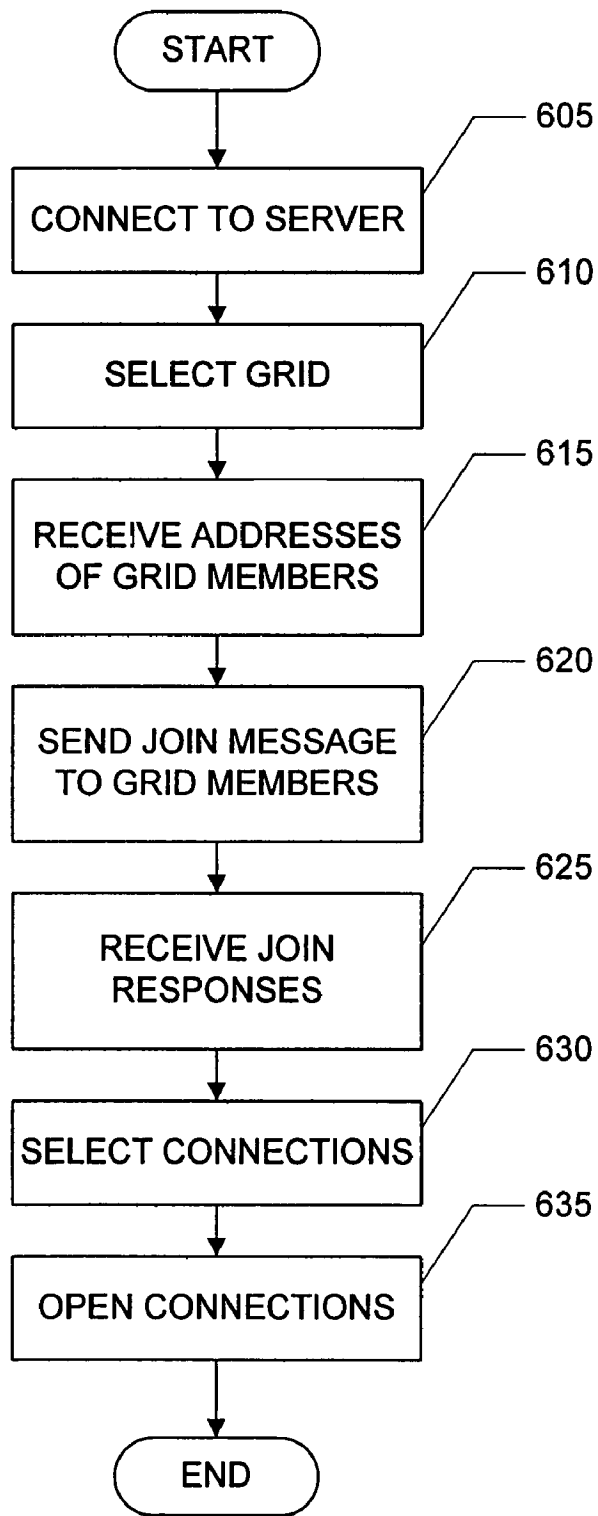 START
605
CONNECT TO SERVER
610
SELECT GRID
615
RECEIVE ADDRESSES
OF GRID MEMBERS
620
SEND JOIN MESSAGE
TO GRID MEMBERS
625
RECEIVE JOIN
RESPONSES
630
SELECT CONNECTIONS
635
OPEN CONNECTIONS
END